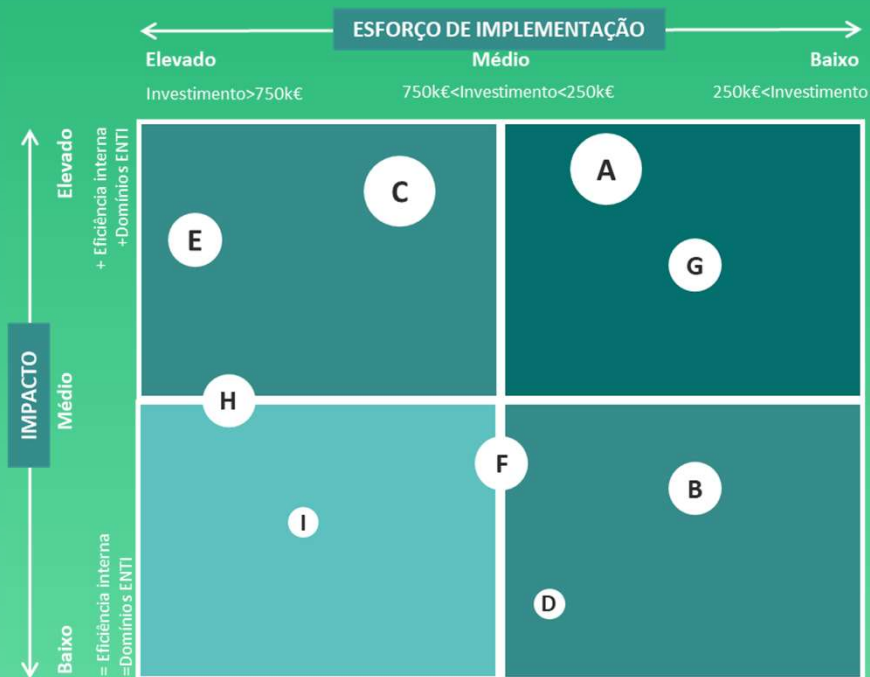 ESFORÇO DE IMPLEMENTAÇÃO
Elevado
Médio
Baixo
Investimento>750k€
750k€<Investimento<250k€
250k€<Investimento
IMPACTO
Elevado
+ Eficiência interna
+Domínios ENTI
Médio
Baixo
= Eficiência interna
=Domínios ENTI
A
C
E
G
H
F
B
I
D